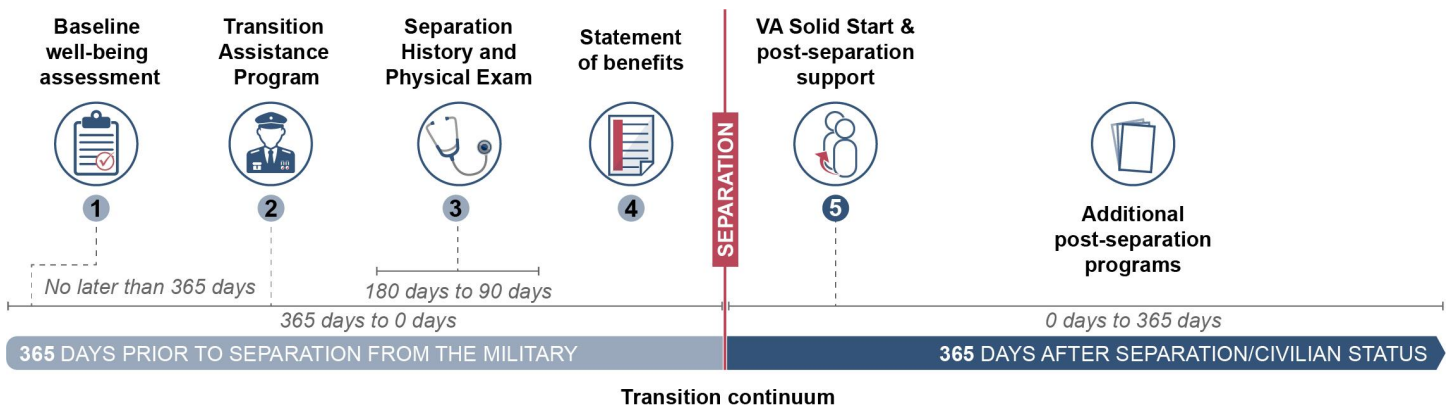 Baseline
well-being
assessment
Transition
Assistance
Program
Separation
History and
Physical Exam
Statement
of benefits
VA Solid Start &
post-separation
support
1
2
3
4
SEPARATION
5
Additional
post-separation
programs
No later than 365 days
180 days to 90 days
365 days to 0 days
0 days to 365 days
365 DAYS PRIOR TO SEPARATION FROM THE MILITARY
365 DAYS AFTER SEPARATION/CIVILIAN STATUS
Transition continuum